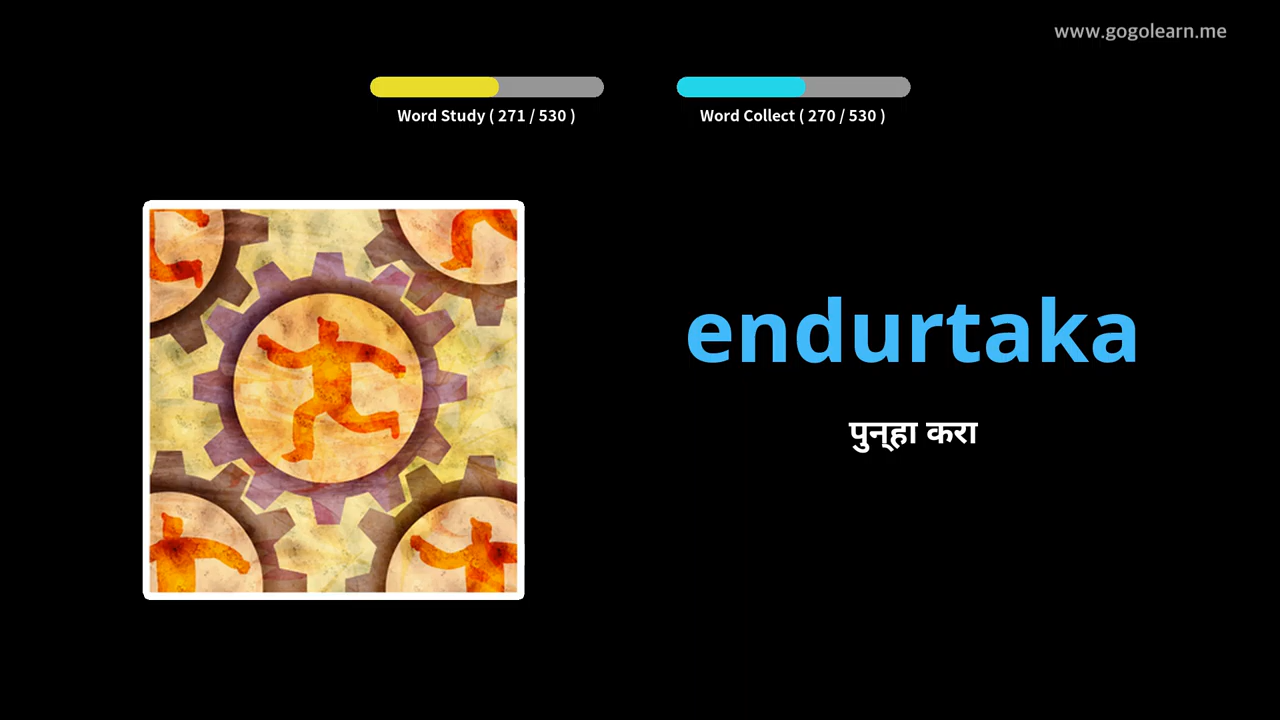 www.gogolearn.me
Word Study ( 271 / 530 )
Word Collect ( 270 / 530 )
endurtaka
पुन्हा करा